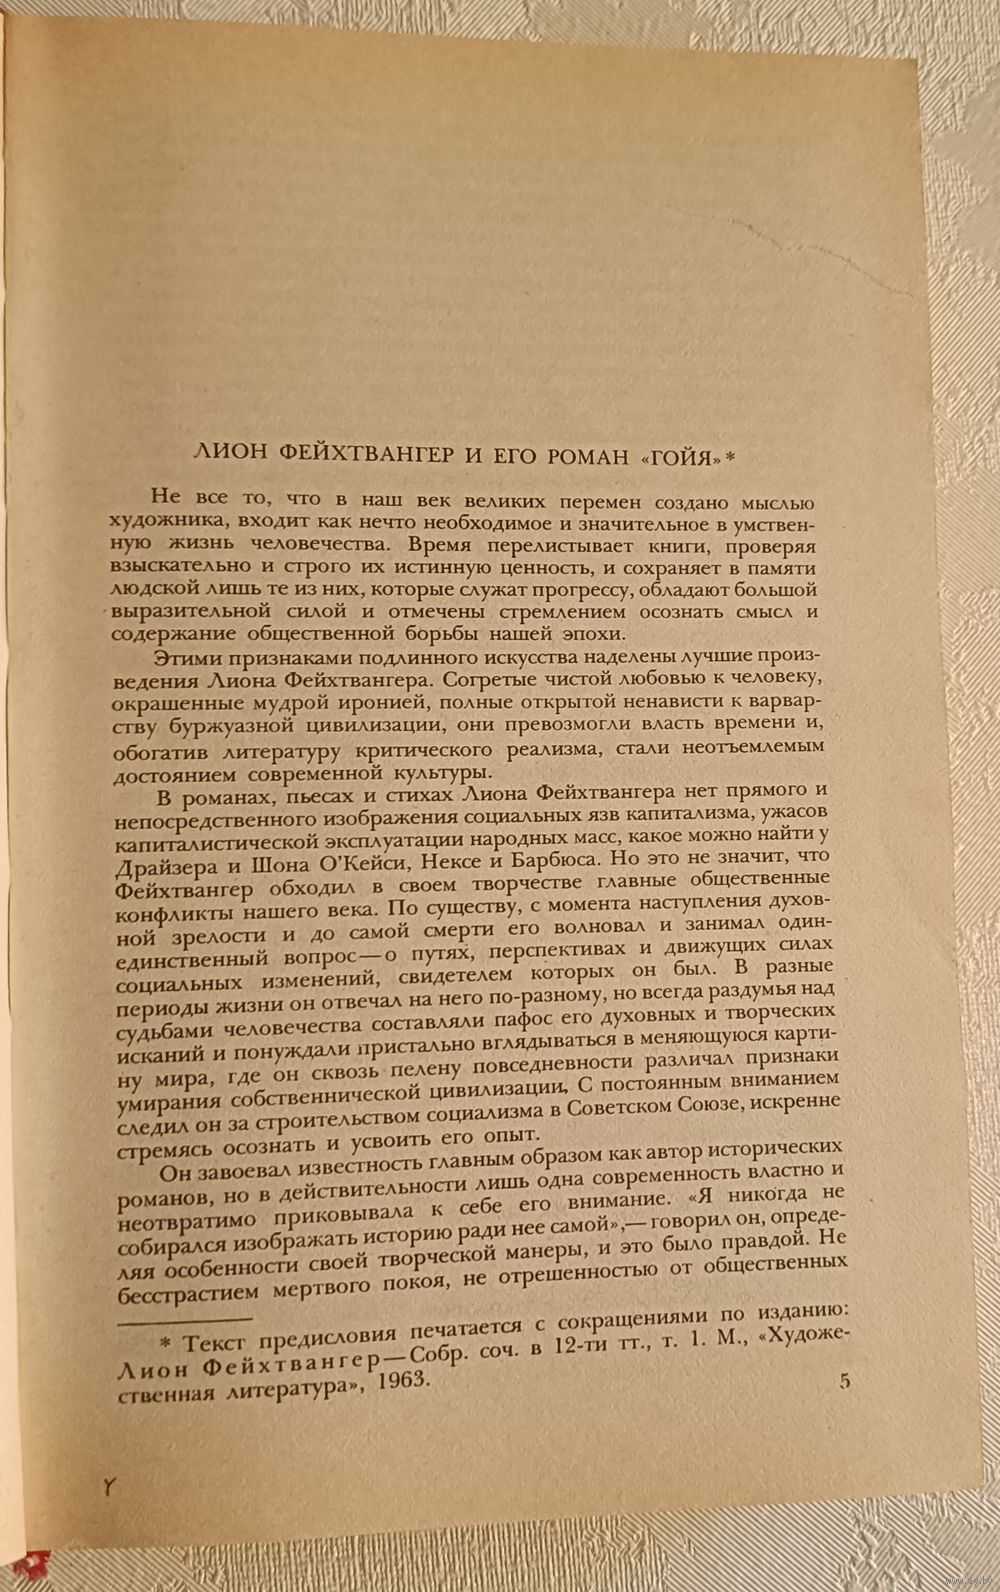 ЛИОН ФЕЙХТВАНГЕР И ЕГО РОМАН «ГОЙЯ»*
Не все то, что в наш век великих перемен создано мыслью
художника, входит как нечто необходимое и значительное в умствен-
ную жизнь человечества. Время перелистывает книги, проверяя
взыскательно и строго их истинную ценность, и сохраняет в памяти
людской лишь те из них, которые служат прогрессу, обладают большой
выразительной силой и отмечены стремлением осознать смысл и
содержание общественной борьбы нашей эпохи.
Этими признаками подлинного искусства наделены лучшие произ-
ведения Лиона Фейхтвангера. Согретые чистой любовью к человеку,
окрашенные мудрой иронией, полные открытой ненависти к варвар-
ству буржуазной цивилизации, они превозмогли власть времени и,
обогатив литературу критического реализма, стали неотъемлемым
достоянием современной культуры.
В романах, пьесах и стихах Лиона Фейхтвангера нет прямого и
непосредственного изображения социальных язв капитализма, ужасов
капиталистической эксплуатации народных масс, какое можно найти у
Драйзера и Шона О'Кейси, Нексе и Барбюса. Но это не значит, что
Фейхтвангер обходил в своем творчестве главные общественные
конфликты нашего века. По существу, с момента наступления духов-
ной зрелости и до самой смерти его волновал и занимал один-
единственный вопрос—о путях, перспективах и движущих силах
социальных изменений, свидетелем которых он был. В разные
периоды жизни он отвечал на него по-разному, но всегда раздумья над
судьбами человечества составляли пафос его духовных и творческих
исканий и понуждали пристально вглядываться в меняющуюся карти-
ну мира, где он сквозь пелену повседневности различал признаки
умирания собственнической цивилизации. С постоянным вниманием
следил он за строительством социализма в Советском Союзе, искренне
стремясь осознать и усвоить его опыт.
Он завоевал известность главным образом как автор исторических
романов, но в действительности лишь одна современность властно и
неотвратимо приковывала к себе его внимание. «Я никогда не
собирался изображать историю ради нее самой»,— говорил он, опреде-
ляя особенности своей творческой манеры, и это было правдой. Не
бесстрастием мертвого покоя, не отрешенностью от общественных
* Текст предисловия печатается с сокращениями по изданию:
Лион Фейхтвангер—Собр. соч. в 12-ти тт., т. 1. М., «Художе-
ственная литература», 1963.
5